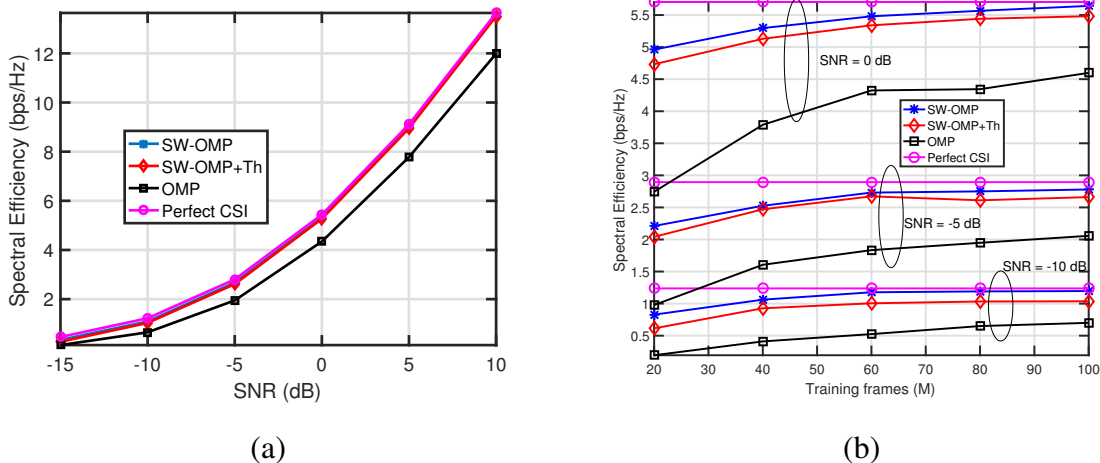 Spectral Efficiency (bps/Hz)
12
10
8
6
4
2
-15
-10
-5
0
5
10
SNR (dB)
SW-OMP
SW-OMP+Th
OMP
Perfect CSI
(a)
Spectral Efficiency (bps/Hz)
5.5
5
4.5
4
3.5
3
2.5
2
1.5
1
0.5
20
30
40
50
60
70
80
90
100
Training frames (M)
SNR = 0 dB
SW-OMP
SW-OMP+Th
OMP
Perfect CSI
SNR = -5 dB
SNR = -10 dB
(b)